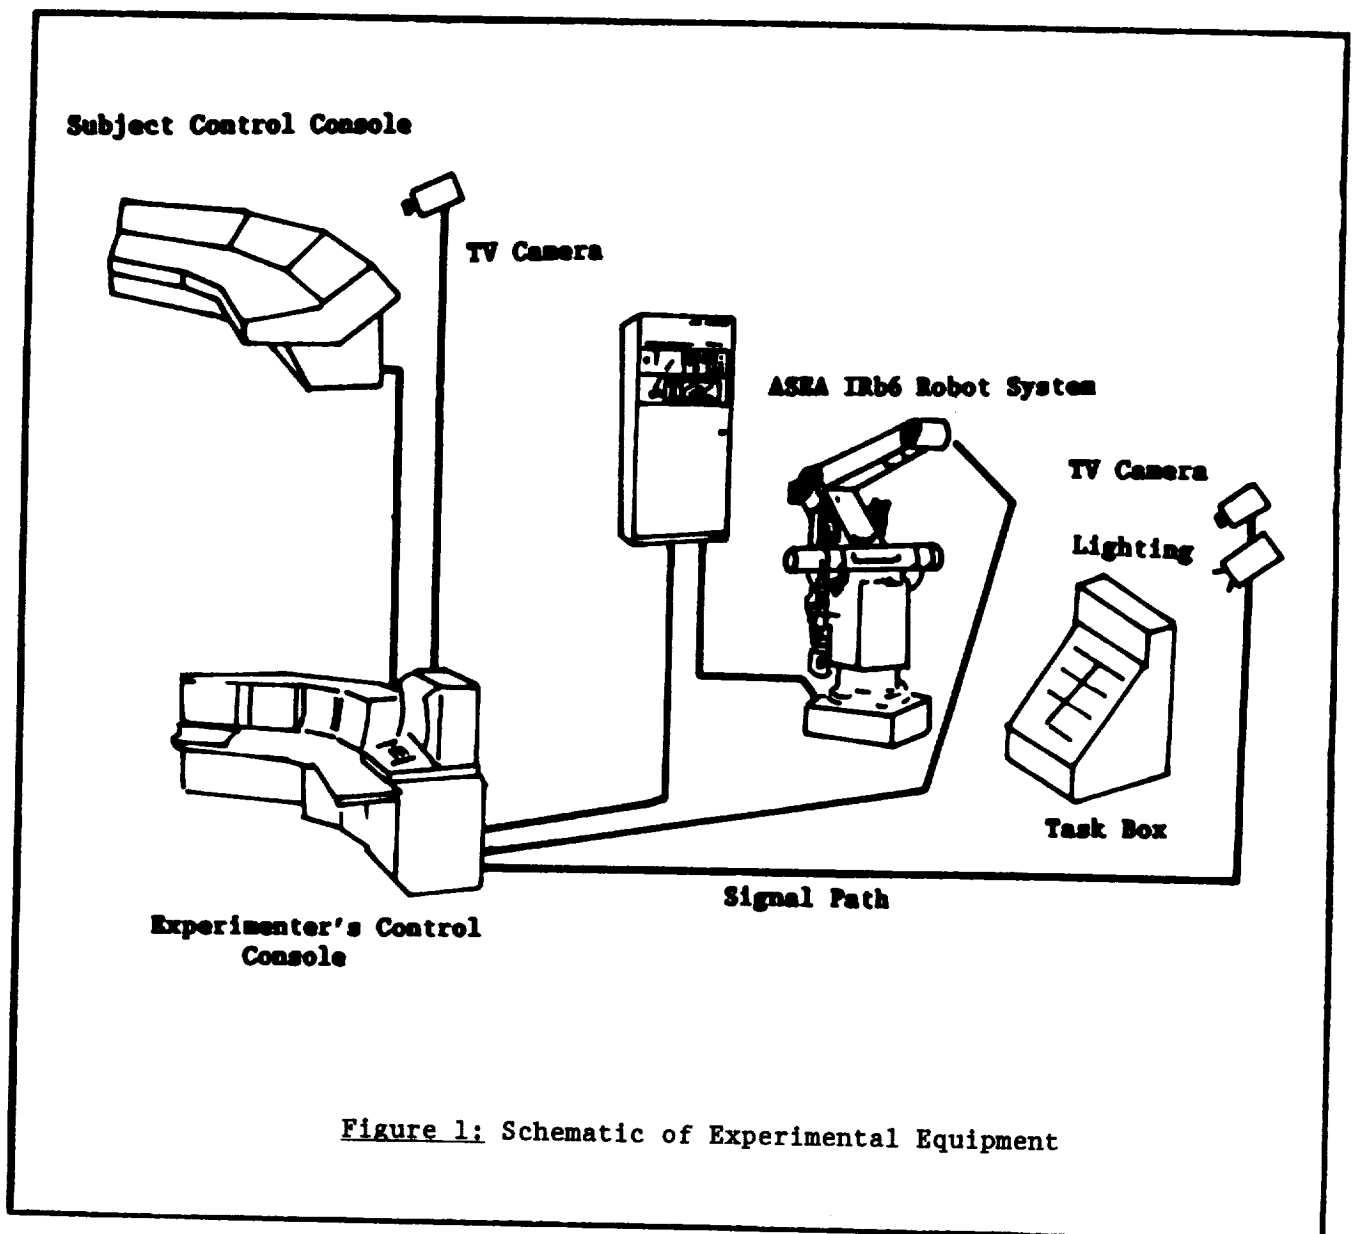 Subject Control Console
TV Camera
ASEA IRb6 Robot System
TV Camera
Lighting
Task Box
Signal Path
Experimenter's Control
Console
Figure 1: Schematic of Experimental Equipment